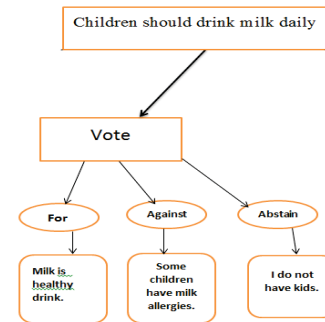 Children should drink milk daily
Vote
For
Against
Abstain
Milk is
healthy
drink.
Some
children
have milk
allergies.
I do not
have kids.